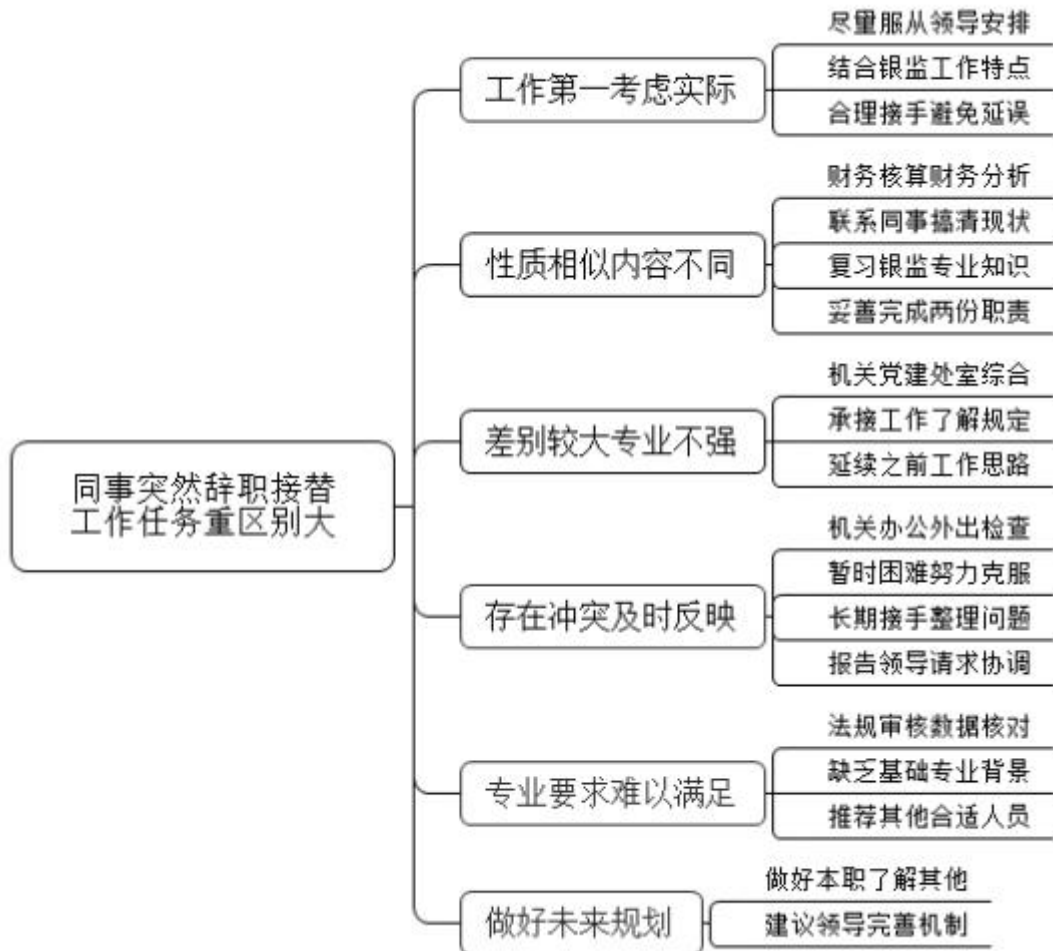 同事突然辞职接替
工作任务重区别大
工作第一考虑实际
尽量服从领导安排
结合银监工作特点
合理接手避免延误
性质相似内容不同
财务核算财务分析
联系同事搞清现状
复习银监专业知识
妥善完成两份职责
差别较大专业不强
机关党建处室综合
承接工作了解规定
延续之前工作思路
存在冲突及时反映
机关办公外出检查
暂时困难努力克服
长期接手整理问题
报告领导请求协调
专业要求难以满足
法规审核数据核对
缺乏基础专业背景
推荐其他合适人员
做好未来规划
做好本职了解其他
建议领导完善机制